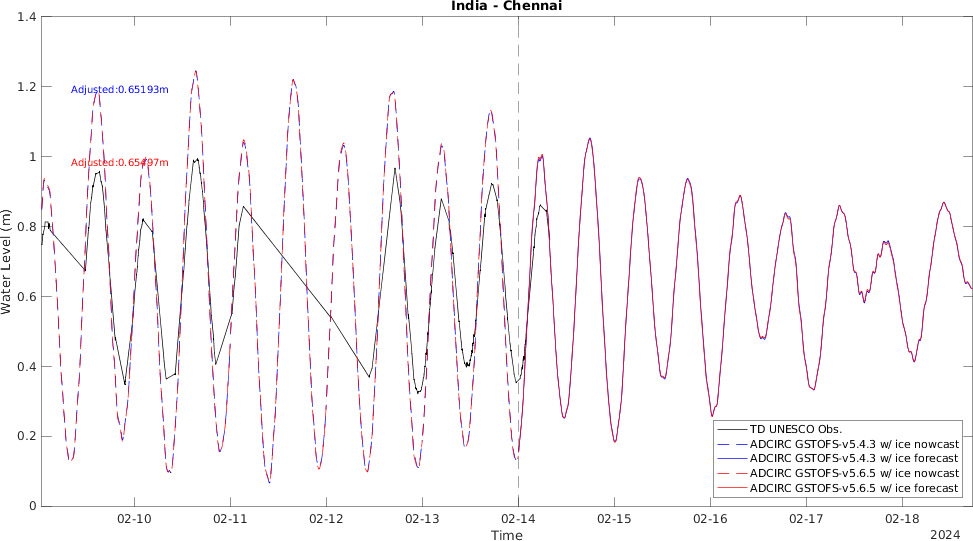 India - Chennai
1.4
1.2
1
0.8
0.6
0.4
0.2
0
Water Level (m)
Adjusted:0.65193m
Adjusted:0.65497m
TD UNESCO Obs.
ADCIRC GSTOFS-v5.4.3 w/ ice nowcast
ADCIRC GSTOFS-v5.4.3 w/ ice forecast
ADCIRC GSTOFS-v5.6.5 w/ ice nowcast
ADCIRC GSTOFS-v5.6.5 w/ ice forecast
02-10 02-11 02-12 02-13 02-14 02-15 02-16 02-17 02-18
Time
2024